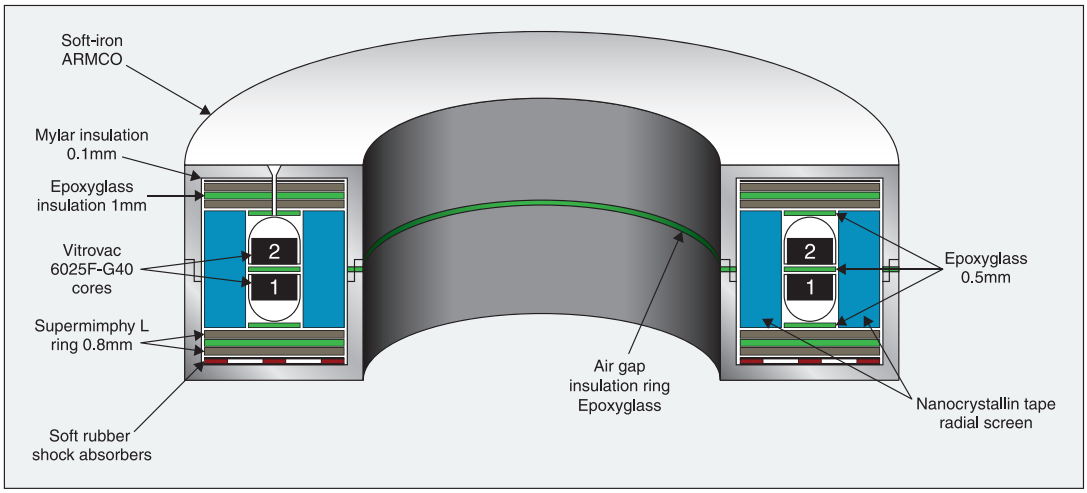 Soft-iron
ARMCO
Mylar insulation
0.1mm
Epoxyglass
insulation 1mm
Vitrovac
6025F-G40
cores
Supermimphy L
ring 0.8mm
Soft rubber
shock absorbers
2
1
Air gap
insulation ring
Epoxyglass
2
1
Epoxyglass
0.5mm
Nanocrystallin tape
radial screen